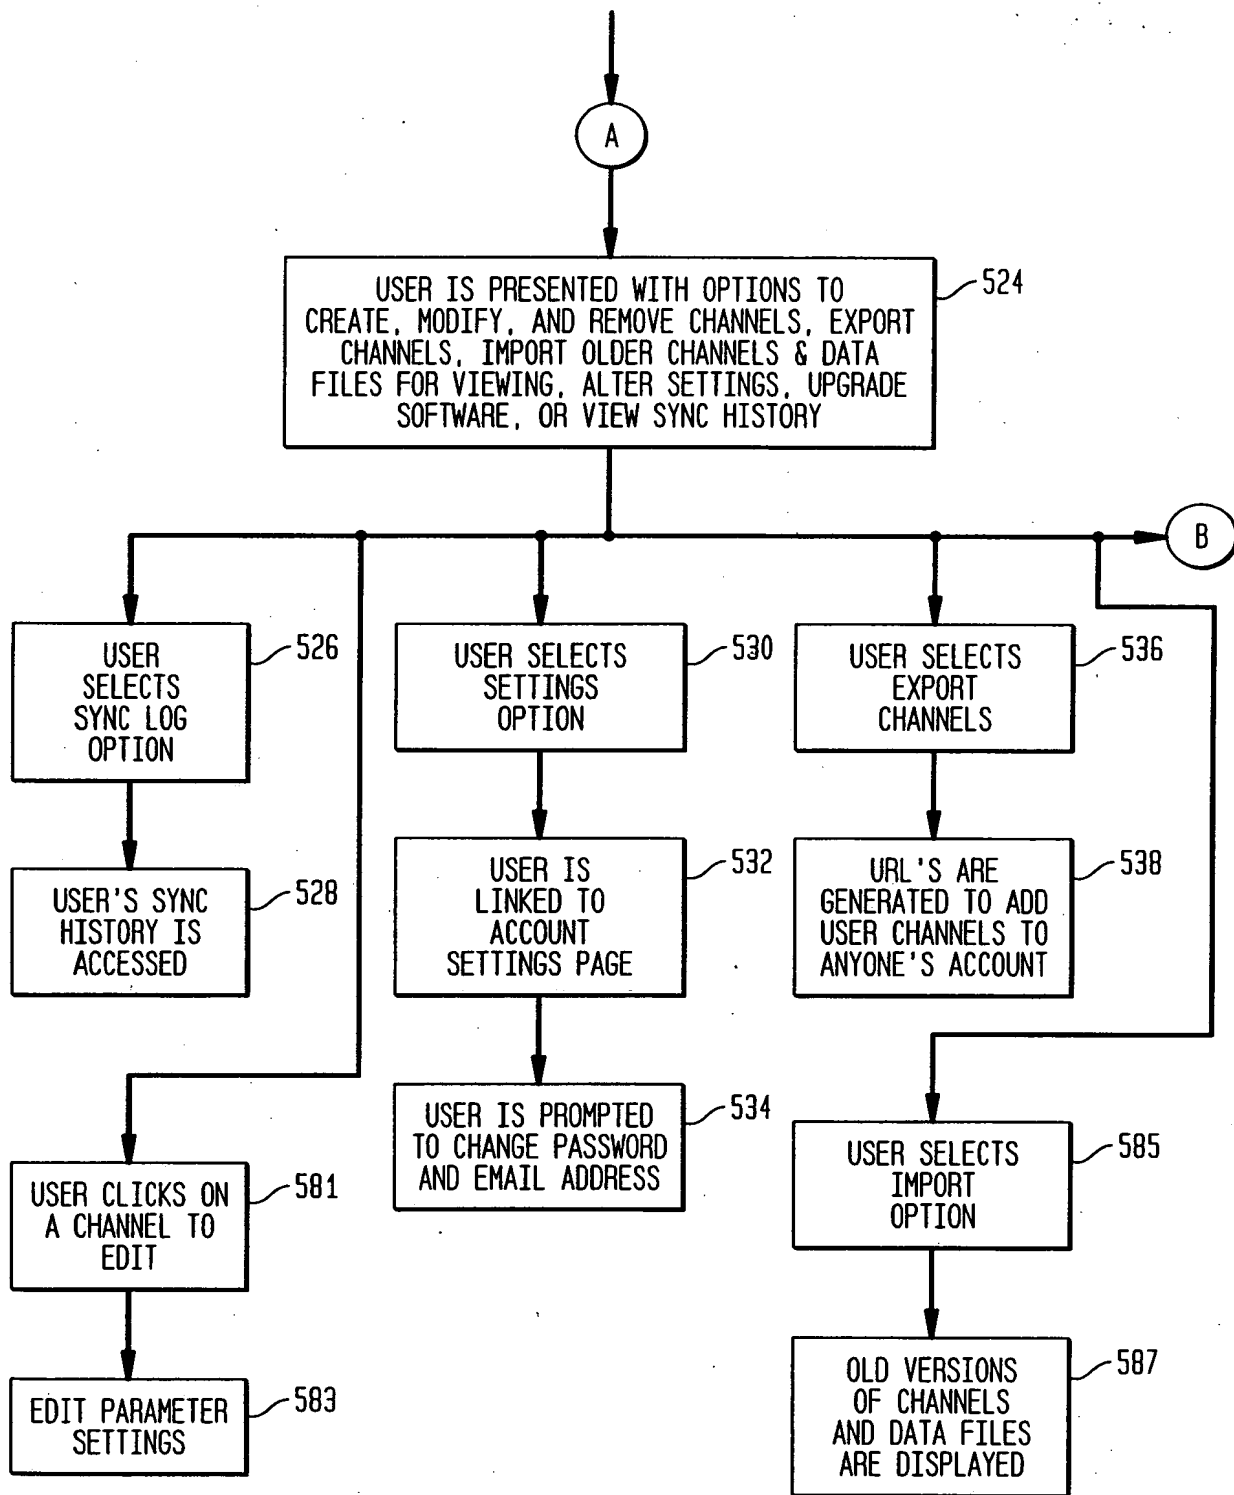 A
USER IS PRESENTED WITH OPTIONS TO
CREATE, MODIFY, AND REMOVE CHANNELS, EXPORT
CHANNELS, IMPORT OLDER CHANNELS & DATA
FILES FOR VIEWING, ALTER SETTINGS, UPGRADE
SOFTWARE, OR VIEW SYNC HISTORY
524
B
USER
SELECTS
SYNC LOG
OPTION
526
USER SELECTS
SETTINGS
OPTION
530
USER SELECTS
EXPORT
CHANNELS
536
USER'S SYNC
HISTORY IS
ACCESSED
528
USER IS
LINKED TO
ACCOUNT
SETTINGS PAGE
532
URL'S ARE
GENERATED TO ADD
USER CHANNELS TO
ANYONE'S ACCOUNT
538
USER CLICKS ON
A CHANNEL TO
EDIT
581
USER IS PROMPTED
TO CHANGE PASSWORD
AND EMAIL ADDRESS
534
USER SELECTS
IMPORT
OPTION
585
EDIT PARAMETER
SETTINGS
583
OLD VERSIONS
OF CHANNELS
AND DATA FILES
ARE DISPLAYED
587